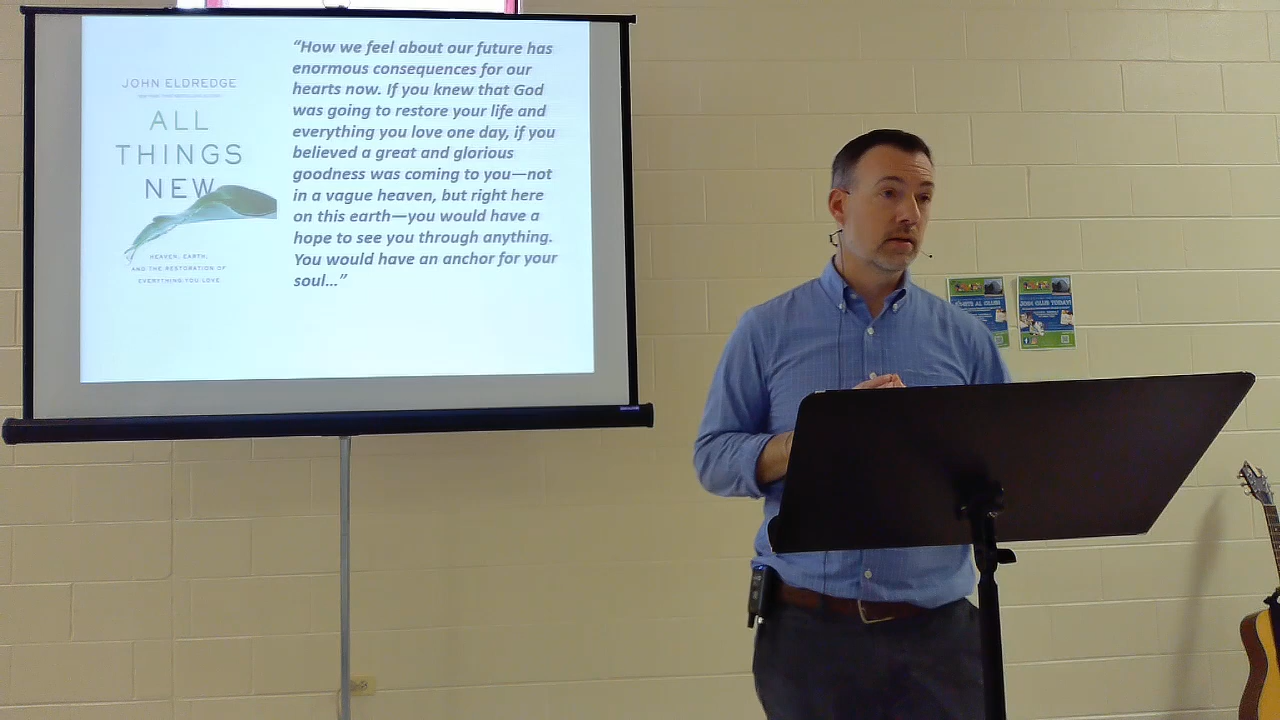 JOHN ELDREDGE
ALL
THINGS
NEW
HEAVEN, EARTH,
AND THE RESTORATION OF
EVERYTHING YOU LOVE
“How we feel about our future has
enormous consequences for our
hearts now. If you knew that God
was going to restore your life and
everything you love one day, if you
believed a great and glorious
goodness was coming to you—not
in a vague heaven, but right here
on this earth—you would have a
hope to see you through anything.
You would have an anchor for your
soul...”
JOIN CLUB TODAY!